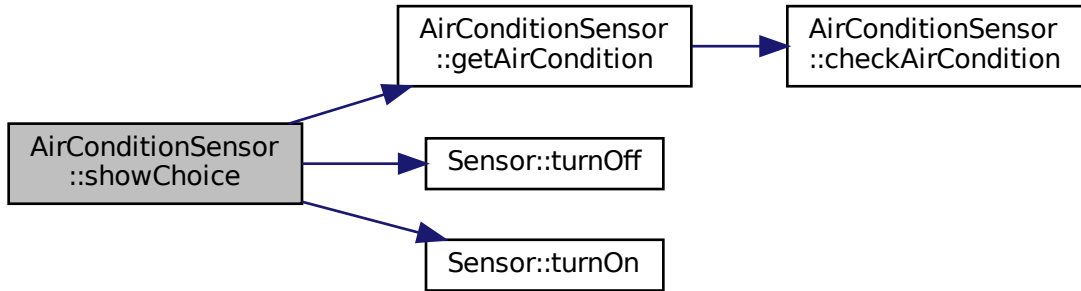 AirConditionSensor
::showChoice
AirConditionSensor
::getAirCondition
AirConditionSensor
::checkAirCondition
Sensor::turnOff
Sensor::turnOn